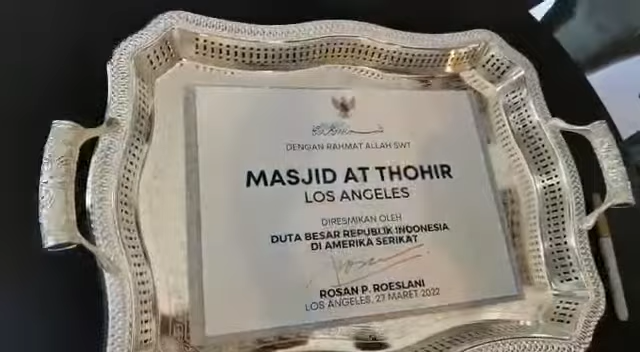 DENGAN RAHMAT ALLAH SWT
MASJID AT THOHIR
LOS ANGELES
DIRESMIKAN OLEH
DUTA BESAR REPUBLIK INDONESIA
DI AMERIKA SERIKAT
ROSAN P. ROESLANI
LOS ANGELES, 27 MARET 2022